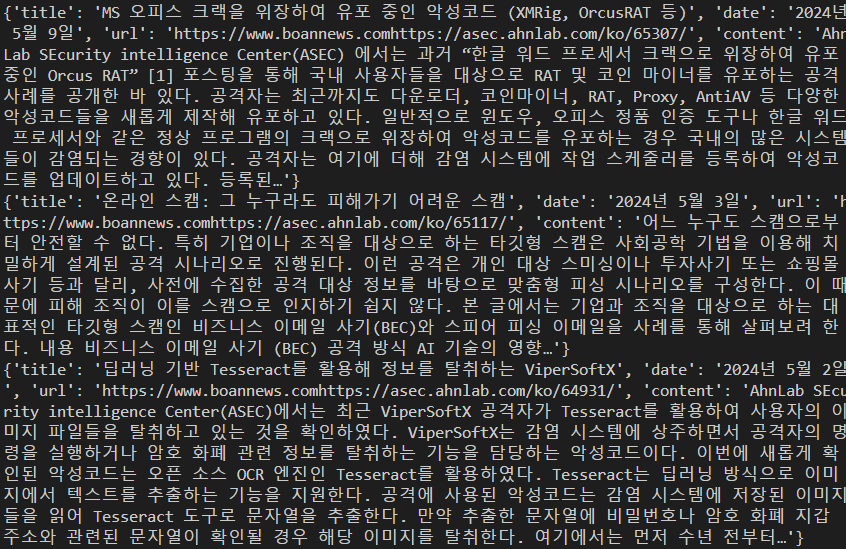 {'title': 'MS 오피스 크랙을 위장하여 유포 중인 악성코드 (XMRig, OrcusRAT 등)', 'date': '2024년
 5월 9일', 'url': 'https://www.boannews.comhttps://asec.ahnlab.com/ko/65307/', 'content': 'Ahn
Lab SEcurity intelligence Center(ASEC) 에서는 과거 “한글 워드 프로세서 크랙으로 위장하여 유포
중인 Orcus RAT” [1] 포스팅을 통해 국내 사용자들을 대상으로 RAT 및 코인 마이너를 유포하는 공격
사례를 공개한 바 있다. 공격자는 최근까지도 다운로더, 코인마이너, RAT, Proxy, AntiAV 등 다양한
악성코드들을 새롭게 제작해 유포하고 있다. 일반적으로 윈도우, 오피스 정품 인증 도구나 한글 워드
 프로세서와 같은 정상 프로그램의 크랙으로 위장하여 악성코드를 유포하는 경우 국내의 많은 시스템
들이 감염되는 경향이 있다. 공격자는 여기에 더해 감염 시스템에 작업 스케줄러를 등록하여 악성코
드를 업데이트하고 있다. 등록된…'}
{'title': '온라인 스캠: 그 누구라도 피해가기 어려운 스캠', 'date': '2024년 5월 3일', 'url': 'h
ttps://www.boannews.comhttps://asec.ahnlab.com/ko/65117/', 'content': '어느 누구도 스캠으로부
터 안전할 수 없다. 특히 기업이나 조직을 대상으로 하는 타깃형 스캠은 사회공학 기법을 이용해 치
밀하게 설계된 공격 시나리오로 진행된다. 이런 공격은 개인 대상 스미싱이나 투자사기 또는 쇼핑몰
사기 등과 달리, 사전에 수집한 공격 대상 정보를 바탕으로 맞춤형 피싱 시나리오를 구성한다. 이 때
문에 피해 조직이 이를 스캠으로 인지하기 쉽지 않다. 본 글에서는 기업과 조직을 대상으로 하는 대
표적인 타깃형 스캠인 비즈니스 이메일 사기(BEC)와 스피어 피싱 이메일을 사례를 통해 살펴보려 한
다. 내용 비즈니스 이메일 사기 (BEC) 공격 방식 AI 기술의 영향…'}
{'title': '딥러닝 기반 Tesseract를 활용해 정보를 탈취하는 ViperSoftX', 'date': '2024년 5월 2일
', 'url': 'https://www.boannews.comhttps://asec.ahnlab.com/ko/64931/', 'content': 'AhnLab SEcu
rity intelligence Center(ASEC)에서는 최근 ViperSoftX 공격자가 Tesseract를 활용하여 사용자의 이
미지 파일들을 탈취하고 있는 것을 확인하였다. ViperSoftX는 감염 시스템에 상주하면서 공격자의 명
령을 실행하거나 암호 화폐 관련 정보를 탈취하는 기능을 담당하는 악성코드이다. 이번에 새롭게 확
인된 악성코드는 오픈 소스 OCR 엔진인 Tesseract를 활용하였다. Tesseract는 딥러닝 방식으로 이미
지에서 텍스트를 추출하는 기능을 지원한다. 공격에 사용된 악성코드는 감염 시스템에 저장된 이미지
들을 읽어 Tesseract 도구로 문자열을 추출한다. 만약 추출한 문자열에 비밀번호나 암호 화폐 지갑
주소와 관련된 문자열이 확인될 경우 해당 이미지를 탈취한다. 여기에서는 먼저 수년 전부터…'}